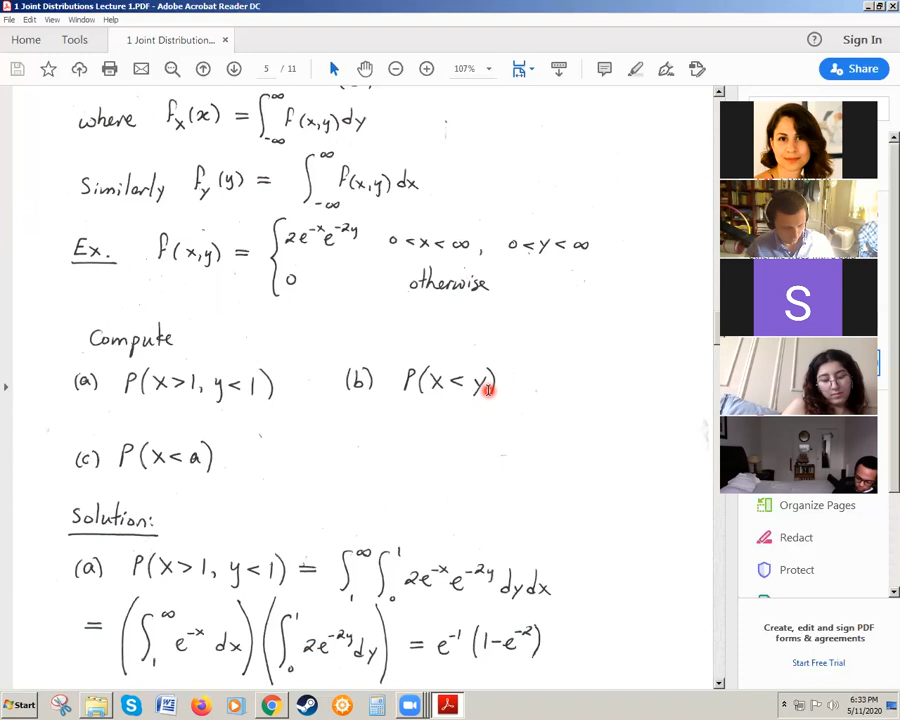 1 Joint Distributions Lecture 1.PDF - Adobe Acrobat Reader DC
File Edit View Window Help
Home Tools 1 Joint Distribution... × Sign In
5 / 11 107% Share
where f_X(x) = ∫_{-∞}^{∞} f(x,y) dy
Similarly f_Y(y) = ∫_{-∞}^{∞} f(x,y) dx
Ex. f(x,y) = { 2e^{-x}e^{-2y} 0<x<∞, 0<y<∞
0 otherwise
Compute
(a) P(X>1, Y<1) (b) P(X<Y)
(c) P(X<a)
Solution:
(a) P(X>1, Y<1) = ∫_1^∞ ∫_0^1 2e^{-x}e^{-2y} dy dx
= (∫_1^∞ e^{-x} dx)(∫_0^1 2e^{-2y} dy) = e^{-1}(1-e^{-2})
S
Organize Pages
Redact
Protect
Create, edit and sign PDF
forms & agreements
Start Free Trial
Start
6:33 PM
5/11/2020